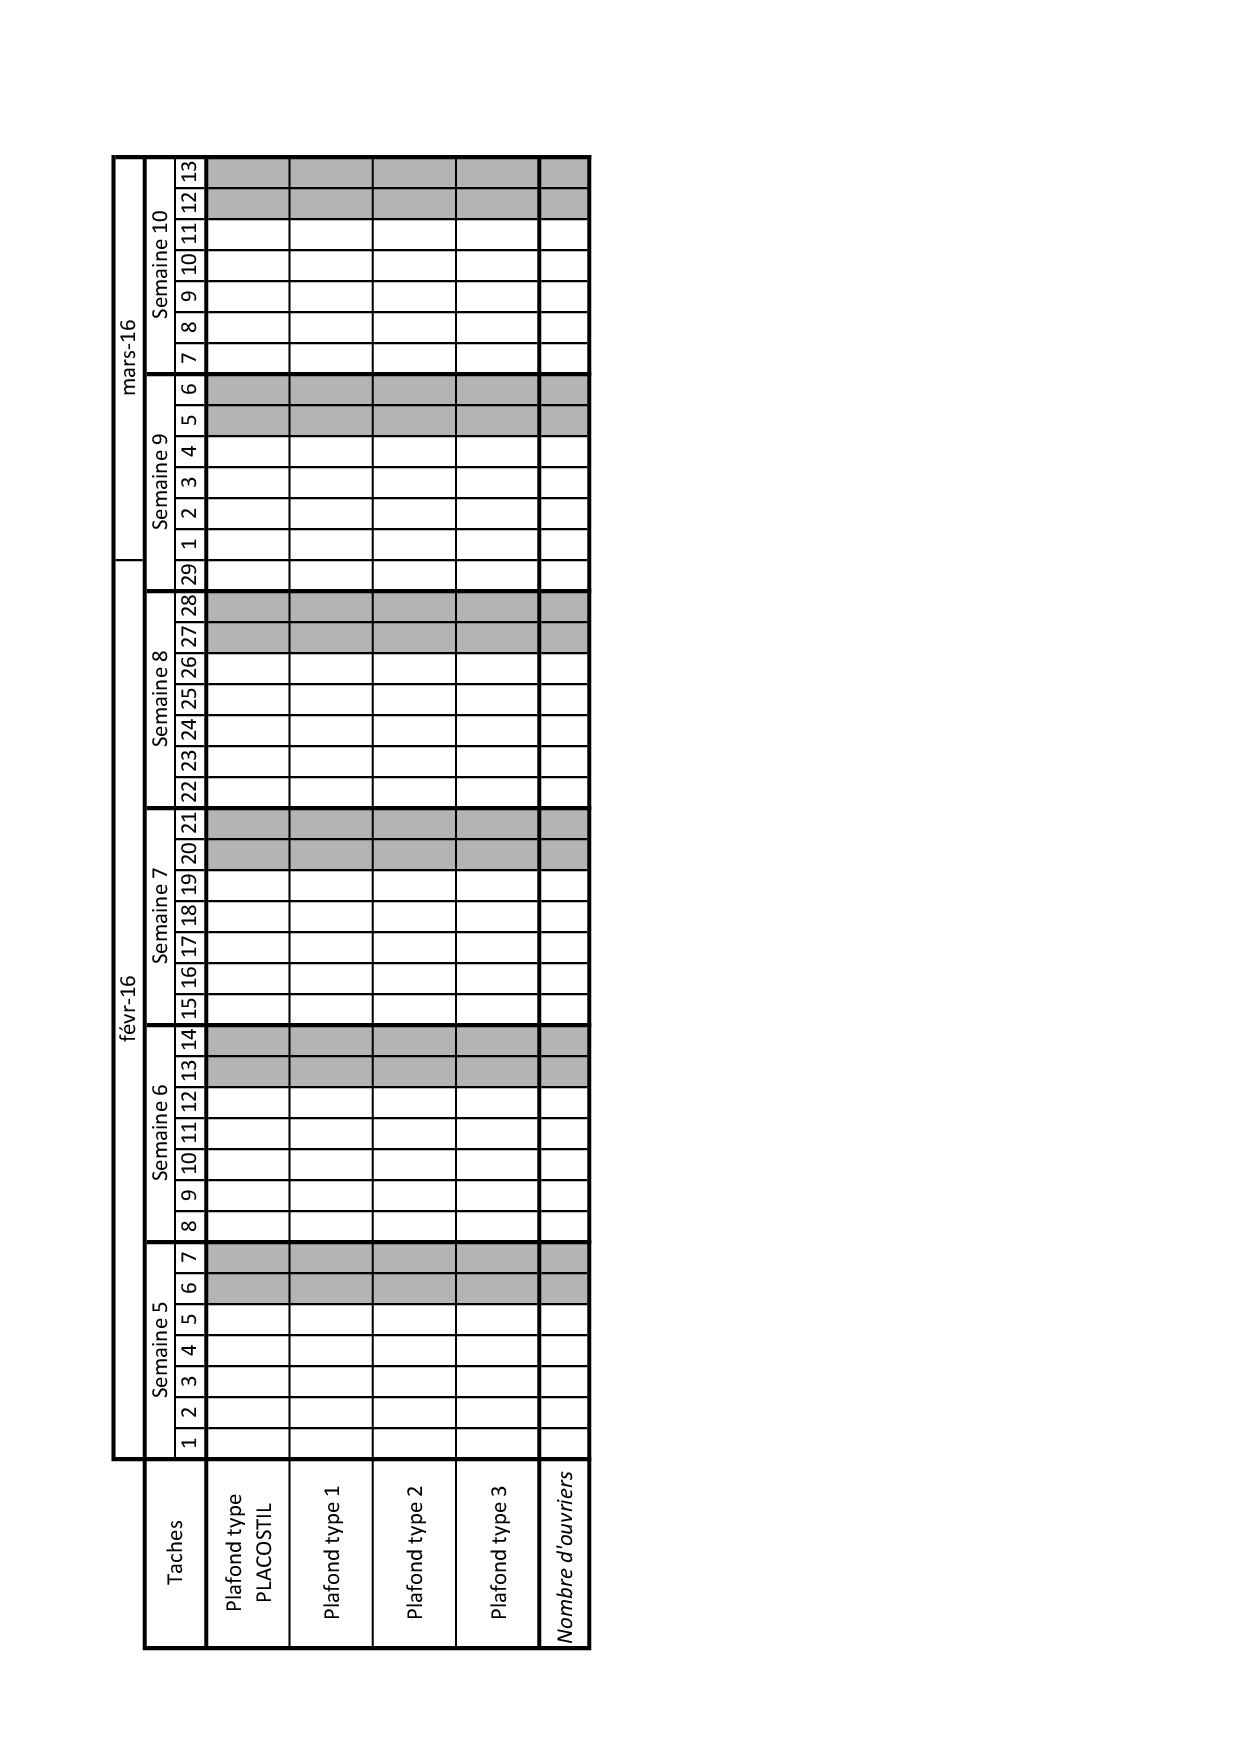 févr-16 mars-16
Taches Semaine 5 Semaine 6 Semaine 7 Semaine 8 Semaine 9 Semaine 10
1 2 3 4 5 6 7 8 9 10 11 12 13 14 15 16 17 18 19 20 21 22 23 24 25 26 27 28 29 1 2 3 4 5 6 7 8 9 10 11 12 13
Plafond type
PLACOSTIL
Plafond type 1
Plafond type 2
Plafond type 3
Nombre d'ouvriers